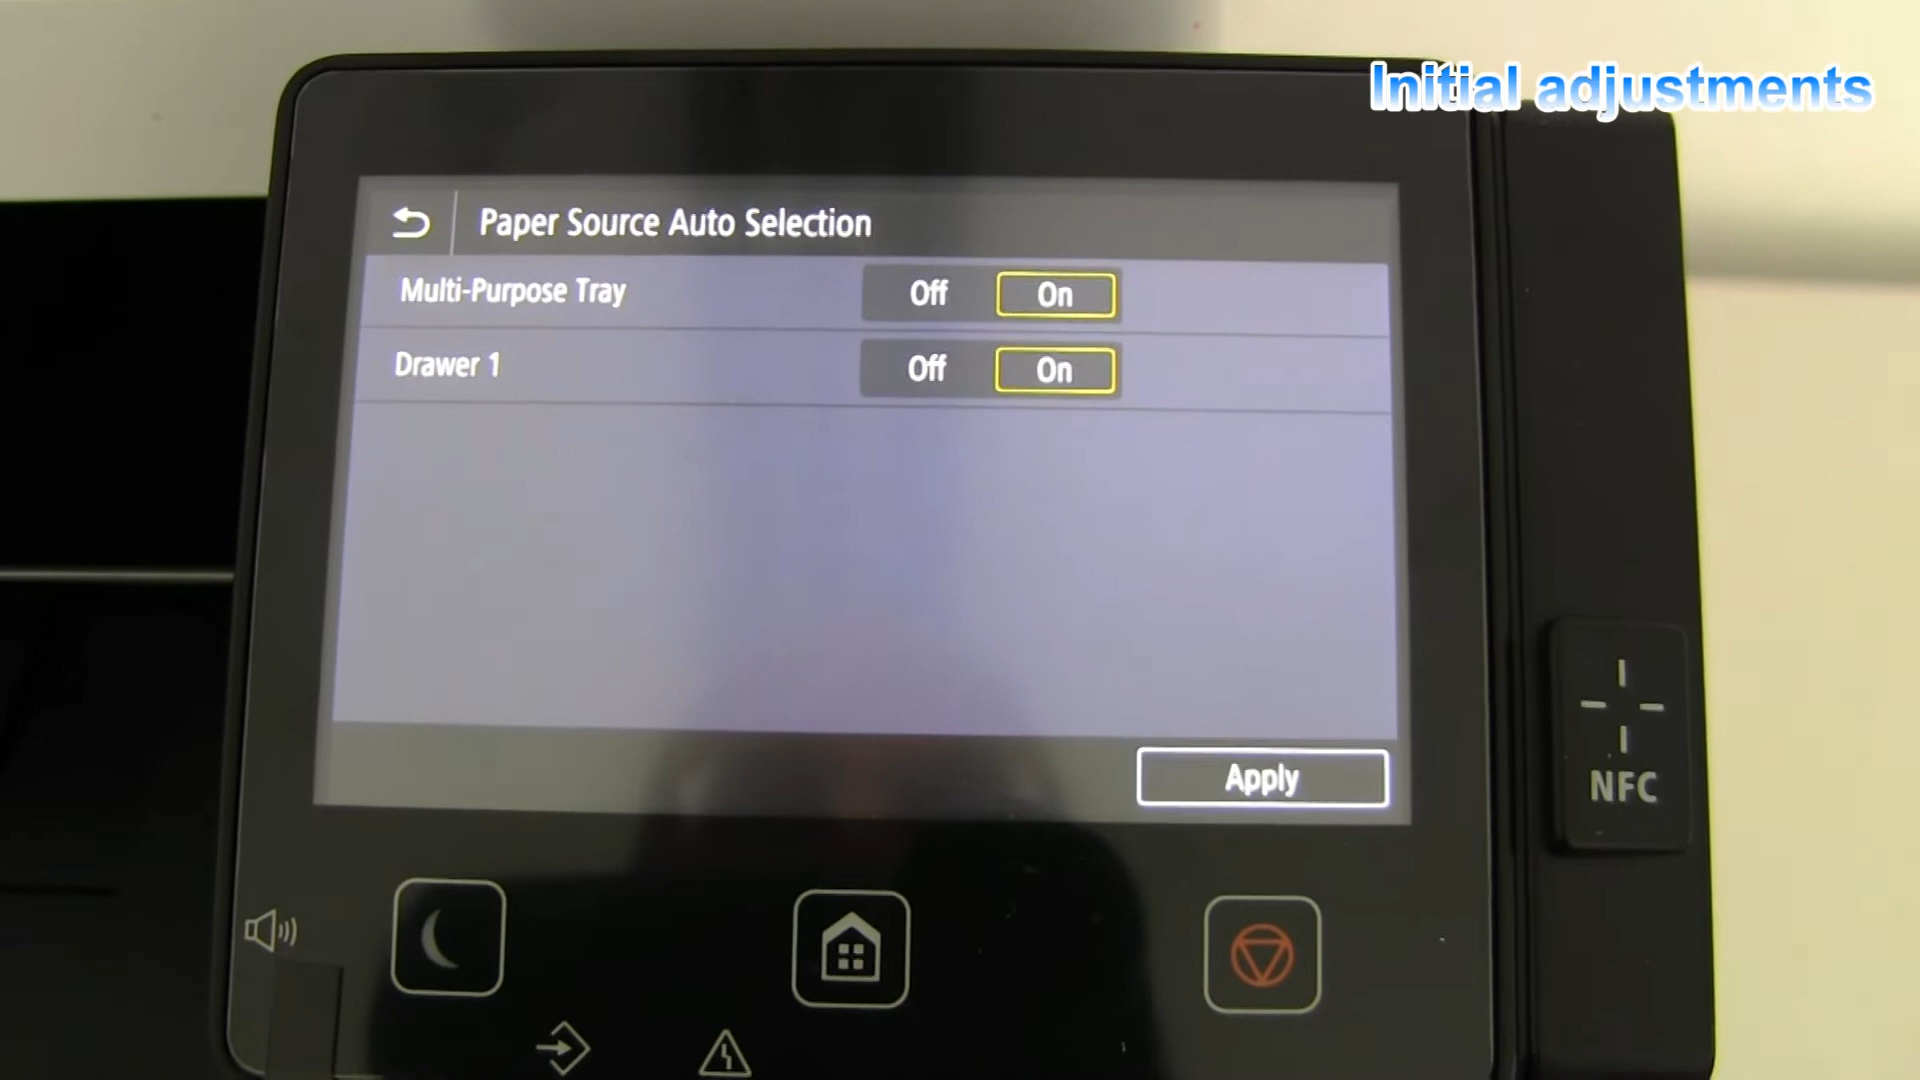 Initial adjustments
Paper Source Auto Selection
Multi-Purpose Tray Off On
Drawer 1 Off On
Apply
NFC